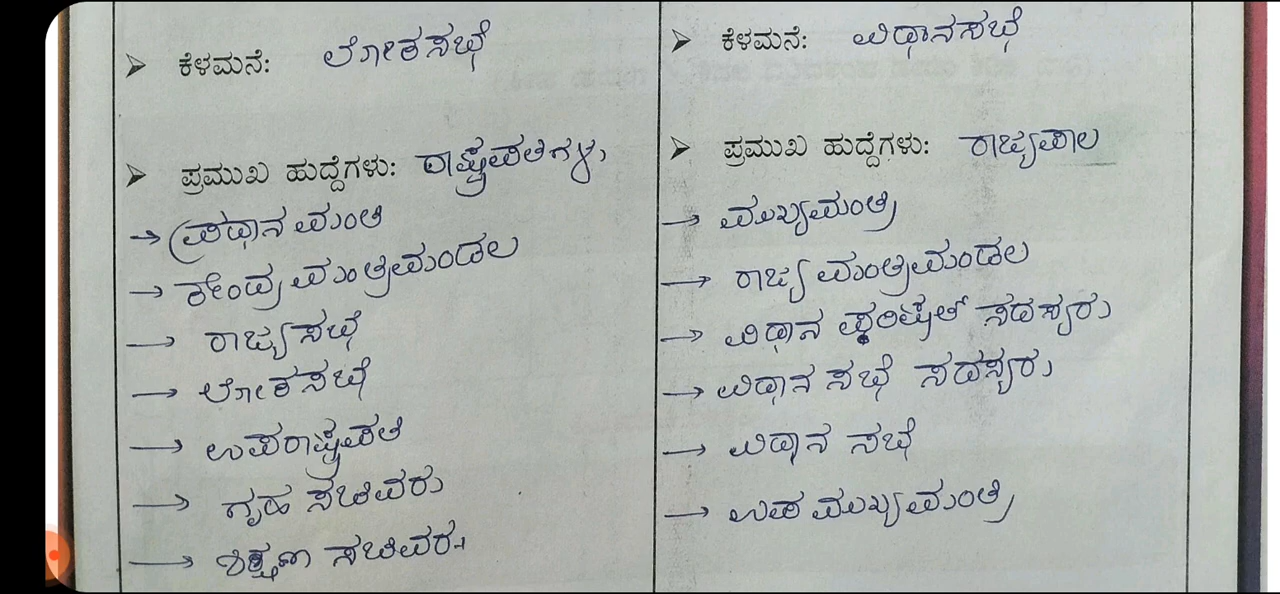 ಕೆಳಮನೆ: ಲೋಕಸಭೆ
ಪ್ರಮುಖ ಹುದ್ದೆಗಳು: ರಾಷ್ಟ್ರಪತಿಗಳು
→ ಪ್ರಧಾನ ಮಂತ್ರಿ
→ ಕೇಂದ್ರ ಮಂತ್ರಿಮಂಡಲ
→ ರಾಜ್ಯಸಭೆ
→ ಲೋಕಸಭೆ
→ ಉಪರಾಷ್ಟ್ರಪತಿ
→ ಗೃಹ ಸಚಿವರು
→ ಶಿಕ್ಷಣ ಸಚಿವರು
ಕೆಳಮನೆ: ವಿಧಾನಸಭೆ
ಪ್ರಮುಖ ಹುದ್ದೆಗಳು: ರಾಜ್ಯಪಾಲ
→ ಮುಖ್ಯಮಂತ್ರಿ
→ ರಾಜ್ಯ ಮಂತ್ರಿಮಂಡಲ
→ ವಿಧಾನ ಪರಿಷತ್ ಸದಸ್ಯರು
→ ವಿಧಾನ ಸಭೆ ಸದಸ್ಯರು
→ ವಿಧಾನ ಸಭೆ
→ ಉಪ ಮುಖ್ಯಮಂತ್ರಿ